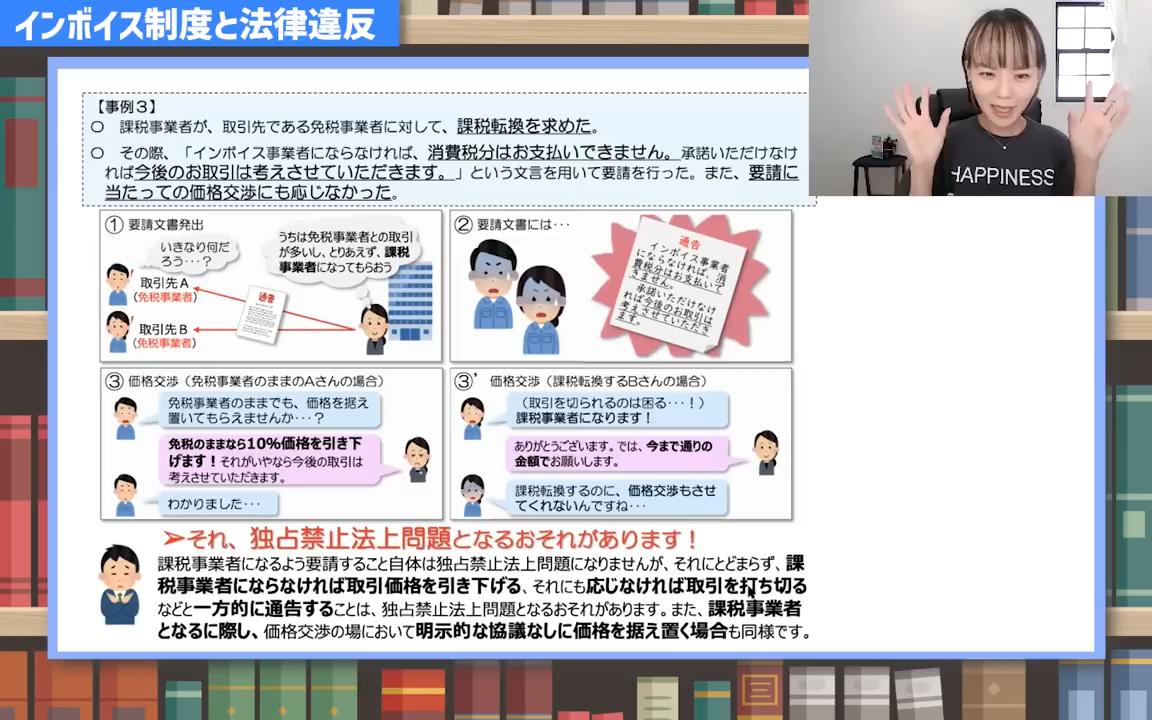 インボイス制度と法律違反
【事例3】
○ 課税事業者が、取引先である免税事業者に対して、課税転換を求めた。
○ その際、「インボイス事業者にならなければ、消費税分はお支払いできません。承諾いただけなけ
れば今後のお取引は考えさせていただきます。」という文言を用いて要請を行った。また、要請に
当たっての価格交渉にも応じなかった。
① 要請文書発出
いきなり何だ
ろう・・・?
うちは免税事業者との取引
が多いし、とりあえず、課税
事業者になってもらおう
取引先A
(免税事業者)
通告
取引先B
(免税事業者)
② 要請文書には・・・
通告
インボイス事業者
にならなければ、消
費税分はお支払いで
きません。
承諾いただけなけ
れば今後のお取引は
考えさせていただき
ます。
③ 価格交渉（免税事業者のままのAさんの場合）
免税事業者のままでも、価格を据え
置いてもらえませんか・・・?
免税のままなら10%価格を引き下
げます！それがいやなら今後の取引は
考えさせていただきます。
わかりました・・・
③’ 価格交渉（課税転換するBさんの場合）
（取引を切られるのは困る・・・！）
課税事業者になります！
ありがとうございます。では、今まで通りの
金額でお願いします。
課税転換するのに、価格交渉もさせ
てくれないんですね・・・
➢それ、独占禁止法上問題となるおそれがあります！
課税事業者になるよう要請すること自体は独占禁止法上問題になりませんが、それにとどまらず、課
税事業者にならなければ取引価格を引き下げる、それにも応じなければ取引を打ち切る
などと一方的に通告することは、独占禁止法上問題となるおそれがあります。また、課税事業者
となるに際し、価格交渉の場において明示的な協議なしに価格を据え置く場合も同様です。
HAPPINESS